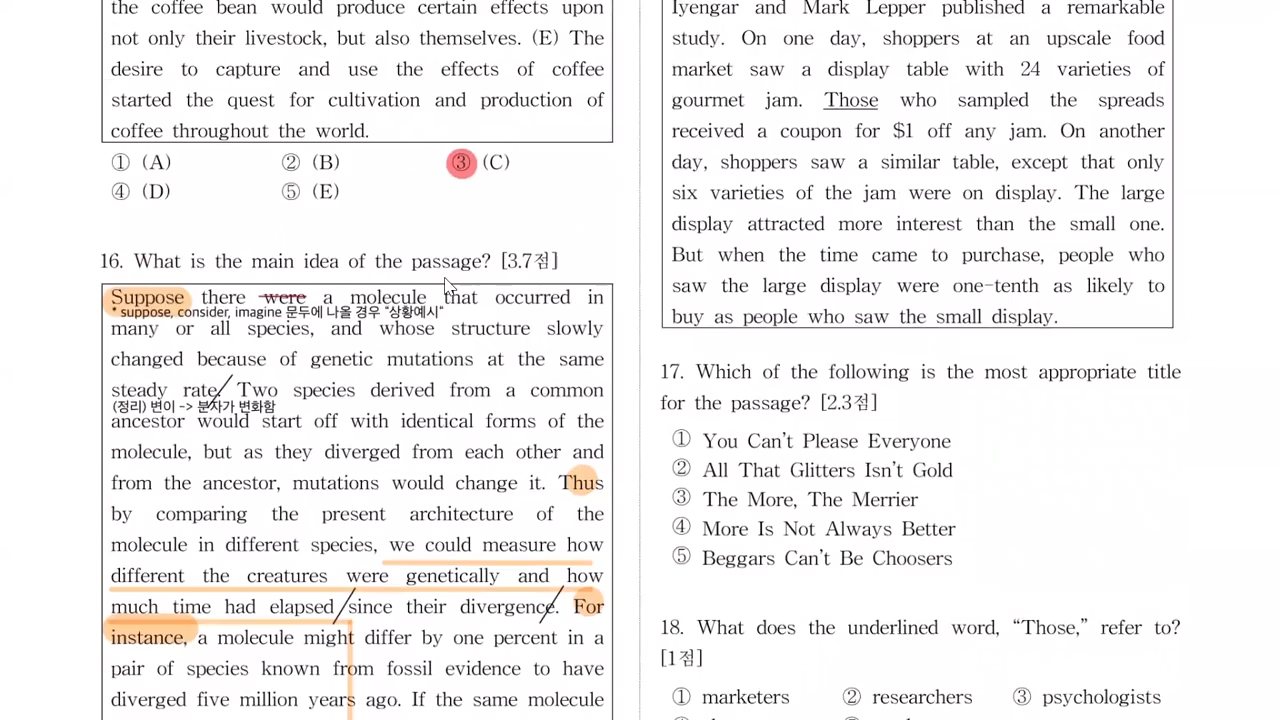 the coffee bean would produce certain effects upon
not only their livestock, but also themselves. (E) The
desire to capture and use the effects of coffee
started the quest for cultivation and production of
coffee throughout the world.
① (A) ② (B) ③ (C)
④ (D) ⑤ (E)
16. What is the main idea of the passage? [3.7점]
Suppose there were a molecule that occurred in
* suppose, consider, imagine 문두에 나올 경우 "상황예시"
many or all species, and whose structure slowly
changed because of genetic mutations at the same
steady rate. Two species derived from a common
(정리) 변이 -> 분자가 변화함
ancestor would start off with identical forms of the
molecule, but as they diverged from each other and
from the ancestor, mutations would change it. Thus
by comparing the present architecture of the
molecule in different species, we could measure how
different the creatures were genetically and how
much time had elapsed since their divergence. For
instance, a molecule might differ by one percent in a
pair of species known from fossil evidence to have
diverged five million years ago. If the same molecule
Iyengar and Mark Lepper published a remarkable
study. On one day, shoppers at an upscale food
market saw a display table with 24 varieties of
gourmet jam. Those who sampled the spreads
received a coupon for $1 off any jam. On another
day, shoppers saw a similar table, except that only
six varieties of the jam were on display. The large
display attracted more interest than the small one.
But when the time came to purchase, people who
saw the large display were one-tenth as likely to
buy as people who saw the small display.
17. Which of the following is the most appropriate title
for the passage? [2.3점]
① You Can't Please Everyone
② All That Glitters Isn't Gold
③ The More, The Merrier
④ More Is Not Always Better
⑤ Beggars Can't Be Choosers
18. What does the underlined word, "Those," refer to?
[1점]
① marketers ② researchers ③ psychologists